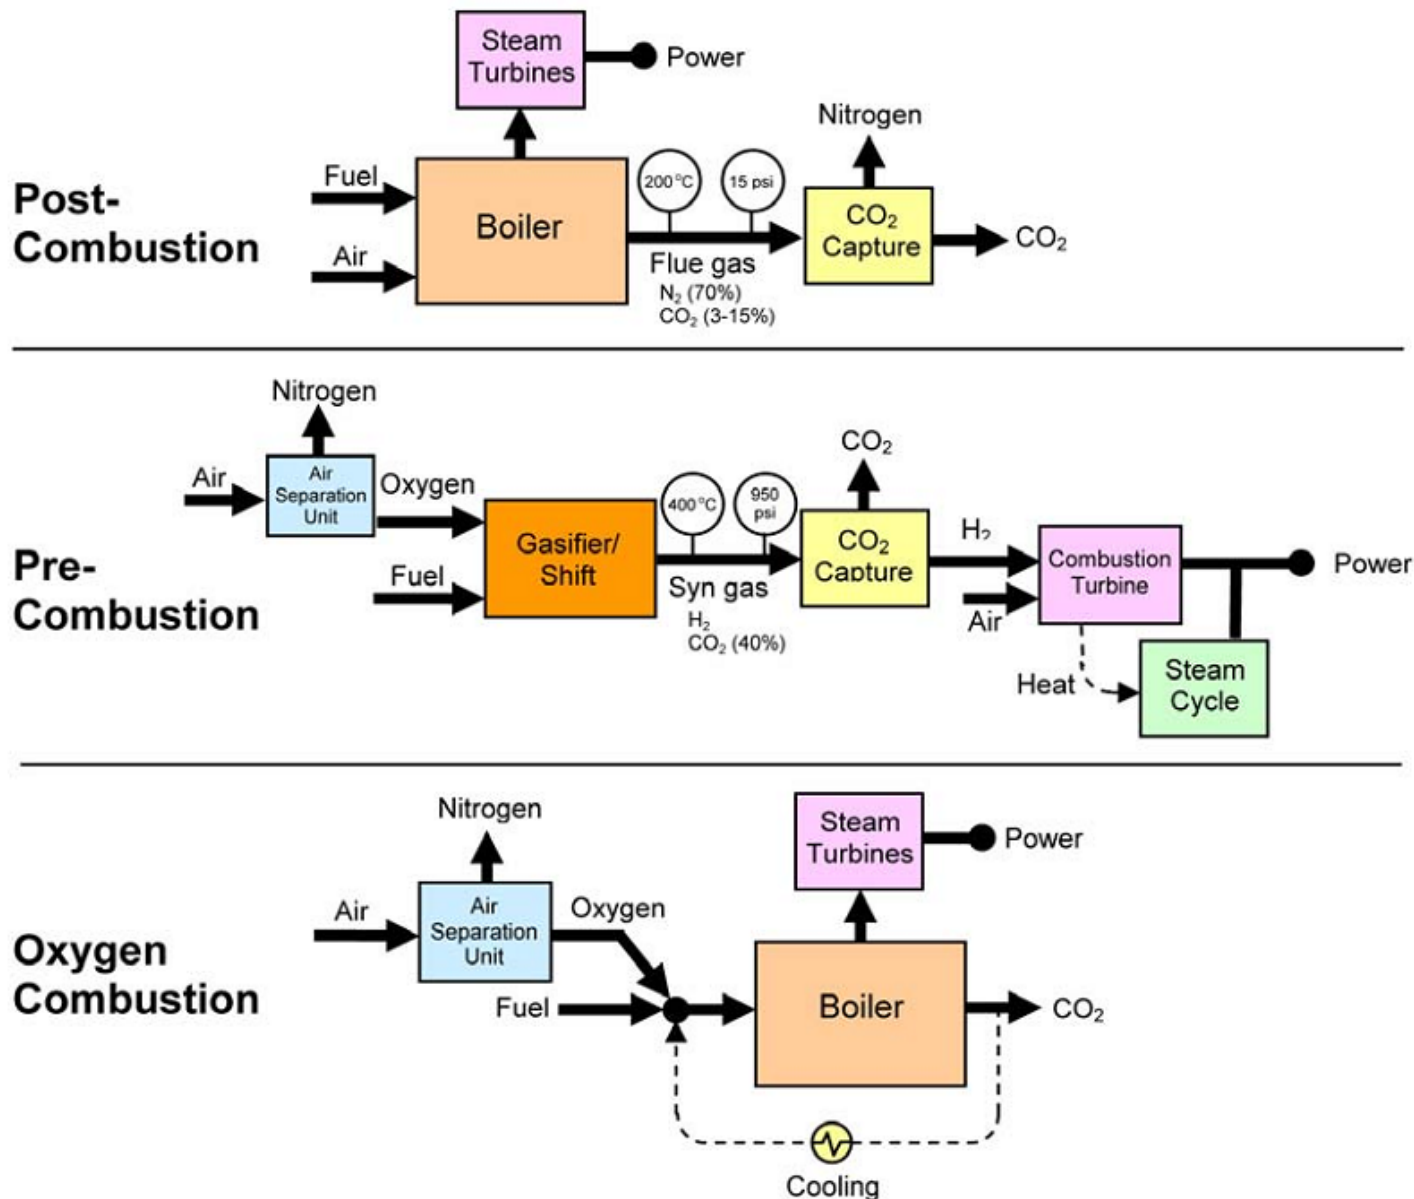 Post-
Combustion
Steam
Turbines
Power
Fuel
Air
Boiler
200°C
15 psi
Flue gas
N₂ (70%)
CO₂ (3-15%)
Nitrogen
CO₂
Capture
CO₂
Pre-
Combustion
Nitrogen
Air
Air
Separation
Unit
Oxygen
Fuel
Gasifier/
Shift
400°C
950
psi
Syn gas
H₂
CO₂ (40%)
CO₂
CO₂
Capture
H₂
Air
Combustion
Turbine
Power
Heat
Steam
Cycle
Oxygen
Combustion
Nitrogen
Air
Air
Separation
Unit
Oxygen
Fuel
Steam
Turbines
Power
Boiler
CO₂
Cooling